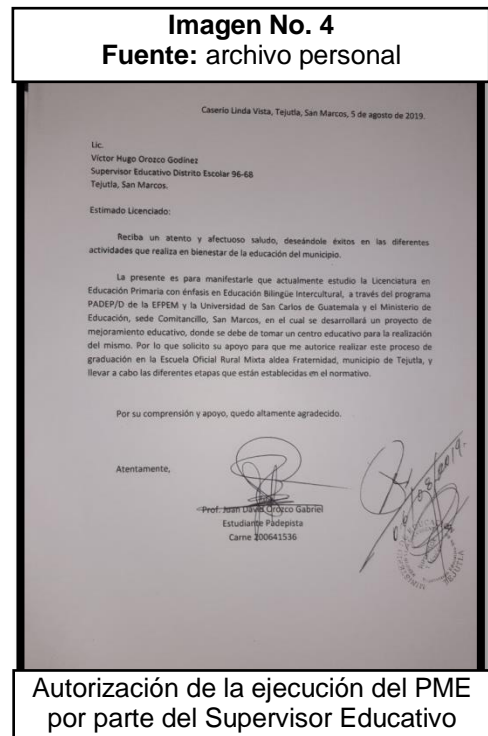 Imagen No. 4
Fuente: archivo personal
Caserío Linda Vista, Tejutla, San Marcos, 5 de agosto de 2019.
Lic.
Víctor Hugo Orozco Godínez
Supervisor Educativo Distrito Escolar 96-68
Tejutla, San Marcos.
Estimado Licenciado:
Reciba un atento y afectuoso saludo, deseándole éxitos en las diferentes
actividades que realiza en bienestar de la educación del municipio.
La presente es para manifestarle que actualmente estudio la Licenciatura en
Educación Primaria con énfasis en Educación Bilingüe Intercultural, a través del programa
PADEP/D de la EFPEM y la Universidad de San Carlos de Guatemala y el Ministerio de
Educación, sede Comitancillo, San Marcos, en el cual se desarrollará un proyecto de
mejoramiento educativo, donde se debe de tomar un centro educativo para la realización
del mismo. Por lo que solicito su apoyo para que me autorice realizar este proceso de
graduación en la Escuela Oficial Rural Mixta aldea Fraternidad, municipio de Tejutla, y
llevar a cabo las diferentes etapas que están establecidas en el normativo.
Por su comprensión y apoyo, quedo altamente agradecido.
Atentamente,
Prof. Juan David Orozco Gabriel
Estudiante Padepista
Carne 200641536
06/08/2019.
TEJUTLA
Autorización de la ejecución del PME
por parte del Supervisor Educativo